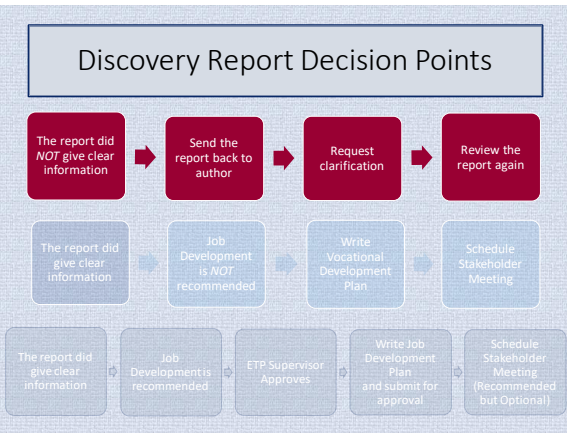 Discovery Report Decision Points
The report did
NOT give clear
information
Send the
report back to
author
Request
clarification
Review the
report again
The report did
give clear
information
Job
Development
is NOT
recommended
Write
Vocational
Development
Plan
Schedule
Stakeholder
Meeting
The report did
give clear
information
Job
Development is
recommended
ETP Supervisor
Approves
Write Job
Development
Plan
and submit for
approval
Schedule
Stakeholder
Meeting
(Recommended
but Optional)